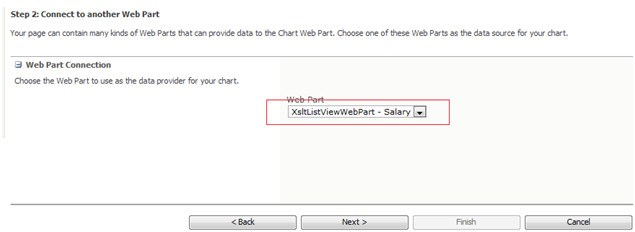 Step 2: Connect to another Web Part
Your page can contain many kinds of Web Parts that can provide data to the Chart Web Part. Choose one of these Web Parts as the data source for your chart.
Web Part Connection
Choose the Web Part to use as the data provider for your chart.
Web Part
XsltListViewWebPart - Salary
< Back Next > Finish Cancel